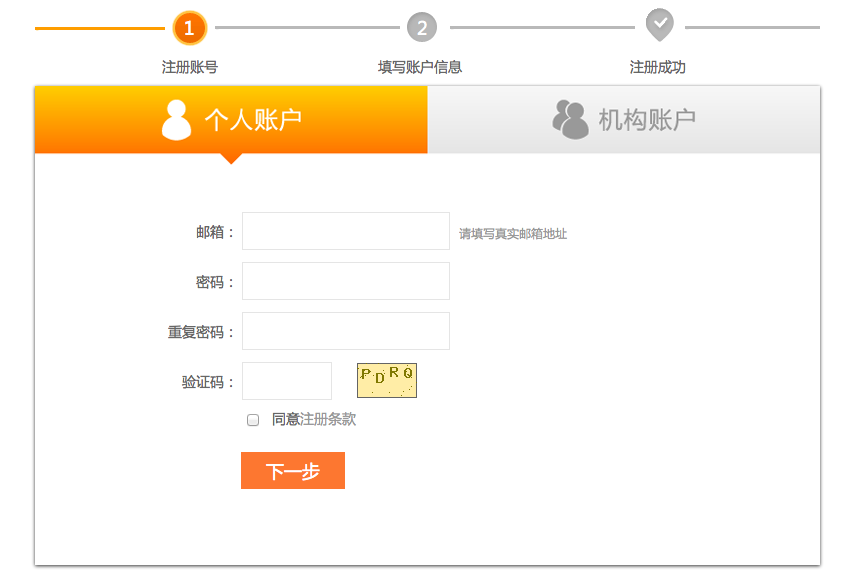 1
2
注册账号
填写账户信息
注册成功
个人账户
机构账户
邮箱：
请填写真实邮箱地址
密码：
重复密码：
验证码：
PDRQ
同意注册条款
下一步